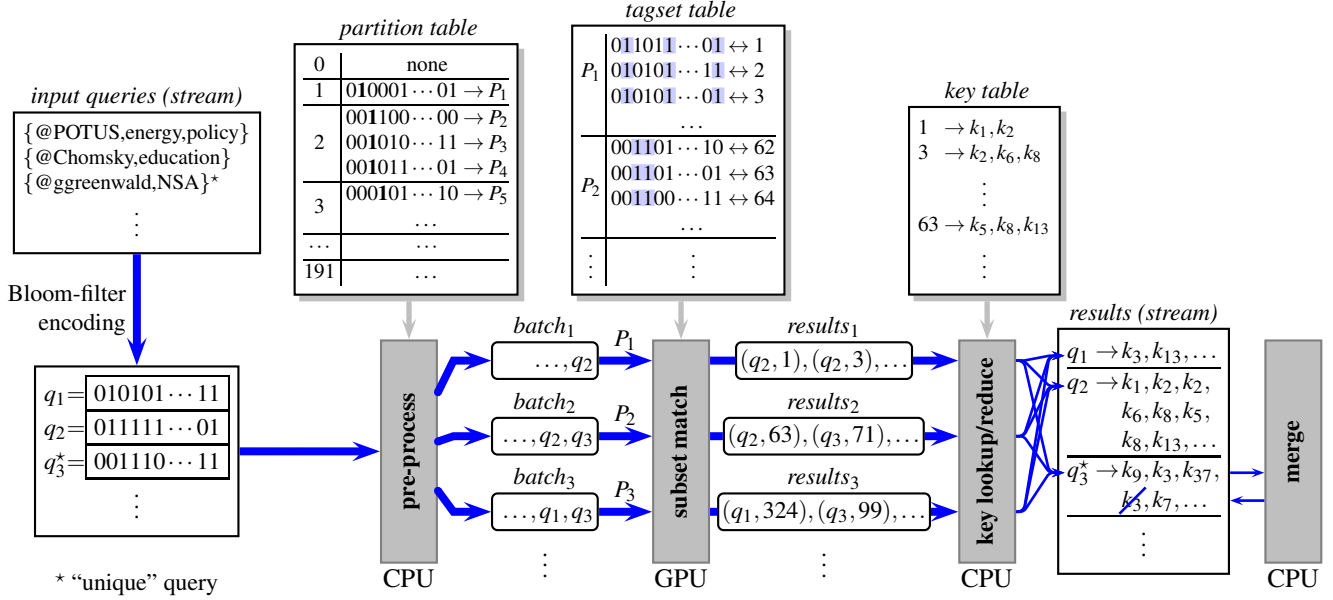 input queries (stream)
{@POTUS,energy,policy}
{@Chomsky,education}
{@ggreenwald,NSA}⋆
⋮
Bloom-filter
encoding
q₁= 010101⋯11
q₂= 011111⋯01
q₃⋆= 001110⋯11
⋮
⋆ “unique” query
partition table
0 none
1 010001⋯01 → P₁
2 001100⋯00 → P₂
001010⋯11 → P₃
001011⋯01 → P₄
3 000101⋯10 → P₅
…
… …
191 …
tagset table
P₁ 011011⋯01 ↔ 1
010101⋯11 ↔ 2
010101⋯01 ↔ 3
…
P₂ 001101⋯10 ↔ 62
001101⋯01 ↔ 63
001100⋯11 ↔ 64
…
⋮ ⋮
key table
1 → k₁,k₂
3 → k₂,k₆,k₈
⋮
63 → k₅,k₈,k₁₃
⋮
pre-process
CPU
batch₁
…,q₂
batch₂
…,q₂,q₃
batch₃
…,q₁,q₃
⋮
P₁
P₂
P₃
subset match
GPU
results₁
(q₂,1),(q₂,3),…
results₂
(q₂,63),(q₃,71),…
results₃
(q₁,324),(q₃,99),…
⋮
key lookup/reduce
CPU
results (stream)
q₁ → k₃,k₁₃,…
q₂ → k₁,k₂,k₂,
k₆,k₈,k₅,
k₈,k₁₃,…
q₃⋆ → k₉,k₃,k₃₇,
k₃,k₇,…
⋮
merge
CPU